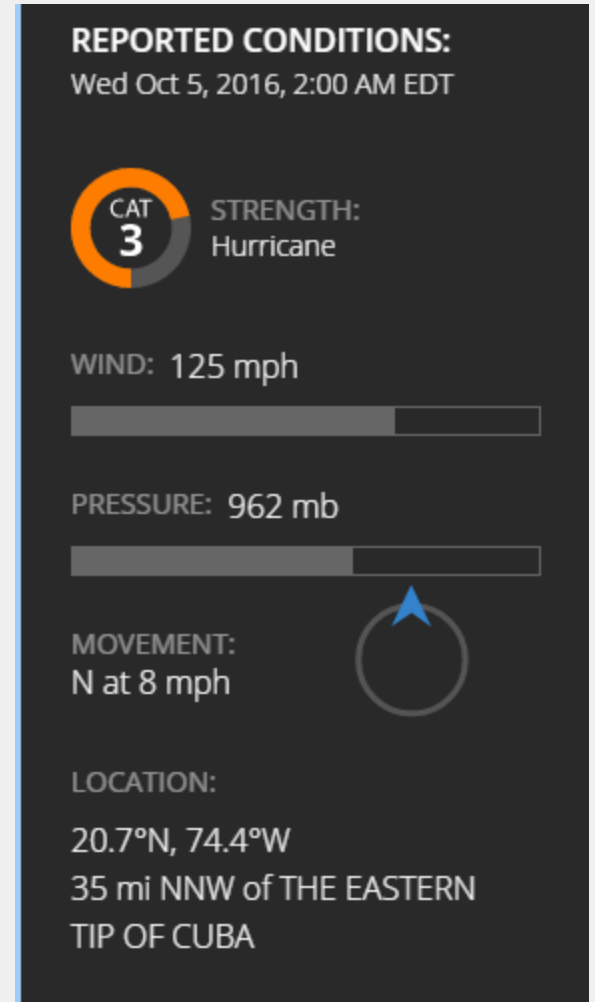 REPORTED CONDITIONS:
Wed Oct 5, 2016, 2:00 AM EDT
CAT
3
STRENGTH:
Hurricane
WIND: 125 mph
PRESSURE: 962 mb
MOVEMENT:
N at 8 mph
LOCATION:
20.7°N, 74.4°W
35 mi NNW of THE EASTERN
TIP OF CUBA